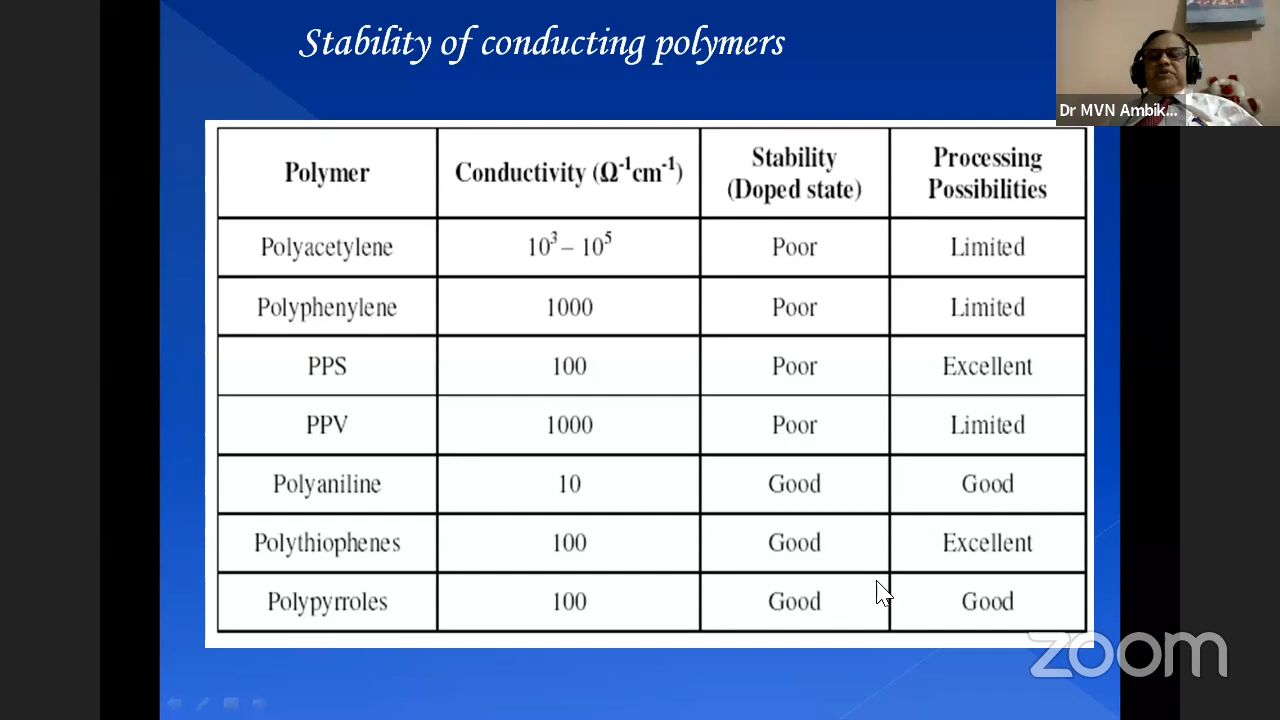 Stability of conducting polymers
Dr MVN Ambik...
Polymer Conductivity (Ω⁻¹cm⁻¹) Stability (Doped state) Processing Possibilities
Polyacetylene 10³ – 10⁵ Poor Limited
Polyphenylene 1000 Poor Limited
PPS 100 Poor Excellent
PPV 1000 Poor Limited
Polyaniline 10 Good Good
Polythiophenes 100 Good Excellent
Polypyrroles 100 Good Good
zoom